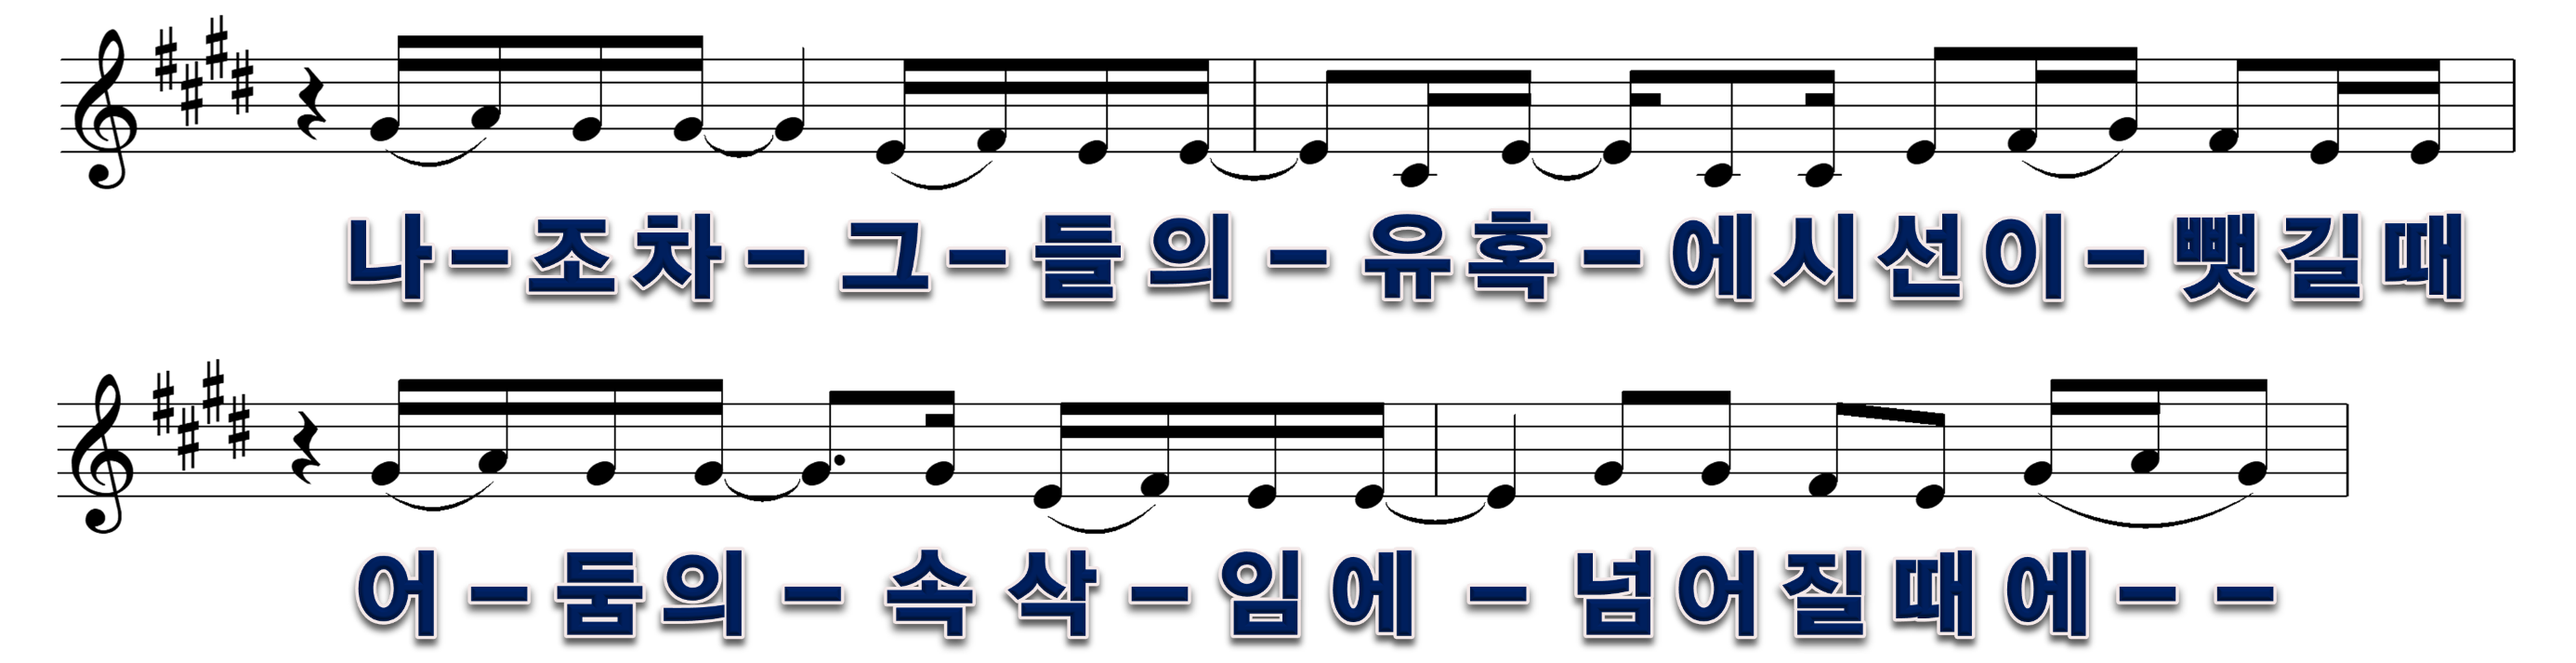 나-조차- 그-들의 -유혹-에시선이-뺏길때
어-둠의- 속삭-임에 -넘어질때에--